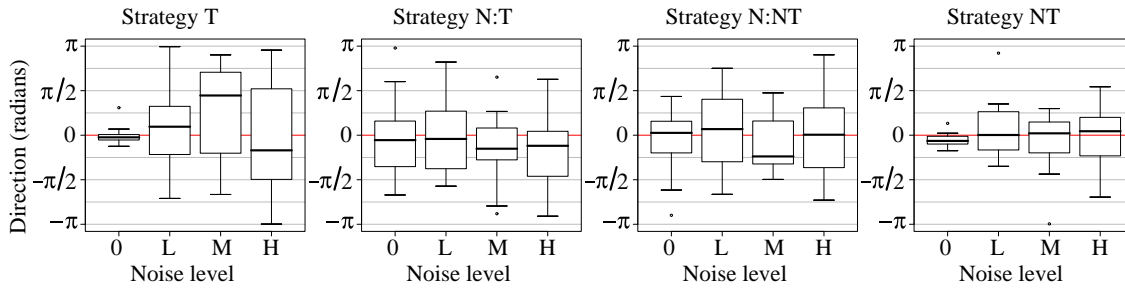 Strategy T
Strategy N:T
Strategy N:NT
Strategy NT
Direction (radians)
π
π/2
0
−π/2
−π
0 L M H
Noise level
π
π/2
0
−π/2
−π
0 L M H
Noise level
π
π/2
0
−π/2
−π
0 L M H
Noise level
π
π/2
0
−π/2
−π
0 L M H
Noise level